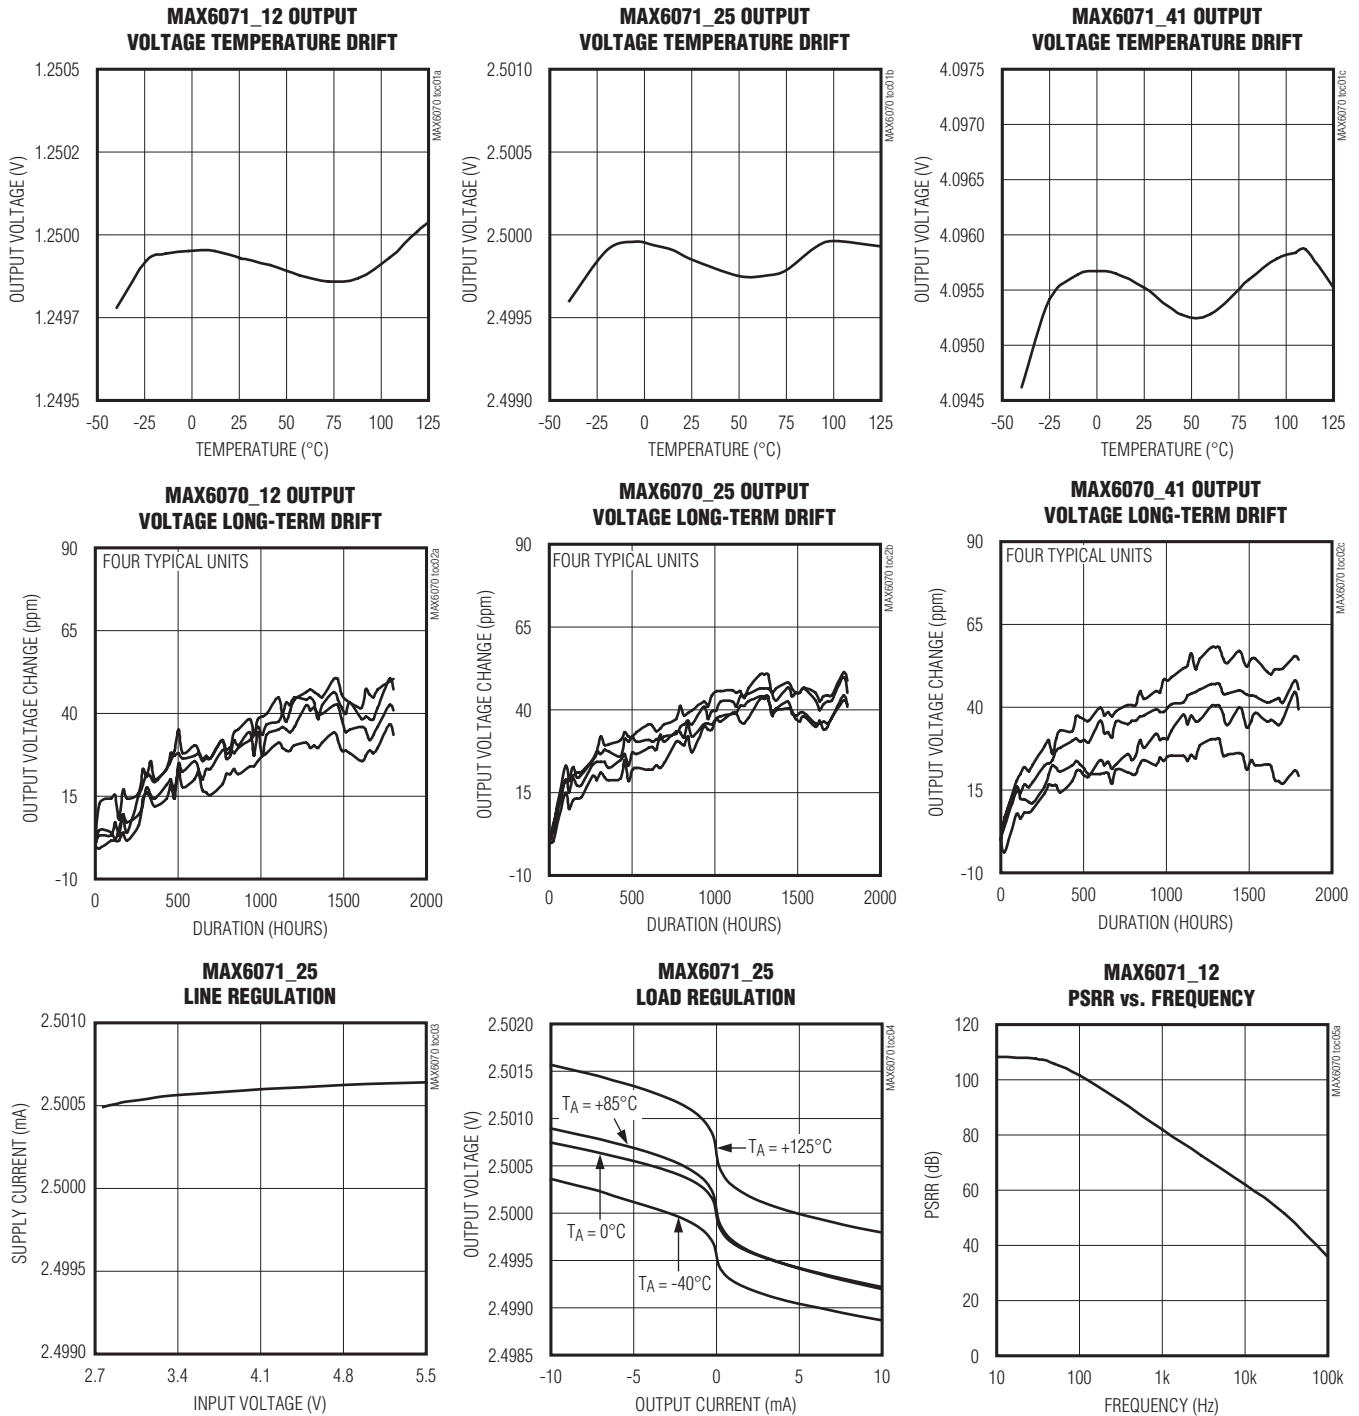 MAX6071_12 OUTPUT
VOLTAGE TEMPERATURE DRIFT
1.2505
1.2502
1.2500
1.2497
1.2495
OUTPUT VOLTAGE (V)
-50 -25 0 25 50 75 100 125
TEMPERATURE (°C)
MAX6070 toc01a
MAX6071_25 OUTPUT
VOLTAGE TEMPERATURE DRIFT
2.5010
2.5005
2.5000
2.4995
2.4990
OUTPUT VOLTAGE (V)
-50 -25 0 25 50 75 100 125
TEMPERATURE (°C)
MAX6070 toc01b
MAX6071_41 OUTPUT
VOLTAGE TEMPERATURE DRIFT
4.0975
4.0970
4.0965
4.0960
4.0955
4.0950
4.0945
OUTPUT VOLTAGE (V)
-50 -25 0 25 50 75 100 125
TEMPERATURE (°C)
MAX6070 toc01c
MAX6070_12 OUTPUT
VOLTAGE LONG-TERM DRIFT
FOUR TYPICAL UNITS
90
65
40
15
-10
OUTPUT VOLTAGE CHANGE (ppm)
0 500 1000 1500 2000
DURATION (HOURS)
MAX6070 toc02a
MAX6070_25 OUTPUT
VOLTAGE LONG-TERM DRIFT
FOUR TYPICAL UNITS
90
65
40
15
-10
OUTPUT VOLTAGE CHANGE (ppm)
0 500 1000 1500 2000
DURATION (HOURS)
MAX6070 toc2b
MAX6070_41 OUTPUT
VOLTAGE LONG-TERM DRIFT
FOUR TYPICAL UNITS
90
65
40
15
-10
OUTPUT VOLTAGE CHANGE (ppm)
0 500 1000 1500 2000
DURATION (HOURS)
MAX6070 toc02c
MAX6071_25
LINE REGULATION
2.5010
2.5005
2.5000
2.4995
2.4990
SUPPLY CURRENT (mA)
2.7 3.4 4.1 4.8 5.5
INPUT VOLTAGE (V)
MAX6070 toc03
MAX6071_25
LOAD REGULATION
2.5020
2.5015
2.5010
2.5005
2.5000
2.4995
2.4990
2.4985
OUTPUT VOLTAGE (V)
TA = +85°C
TA = +125°C
TA = 0°C
TA = -40°C
-10 -5 0 5 10
OUTPUT CURRENT (mA)
MAX6070 toc04
MAX6071_12
PSRR vs. FREQUENCY
120
100
80
60
40
20
0
PSRR (dB)
10 100 1k 10k 100k
FREQUENCY (Hz)
MAX6070 toc05a